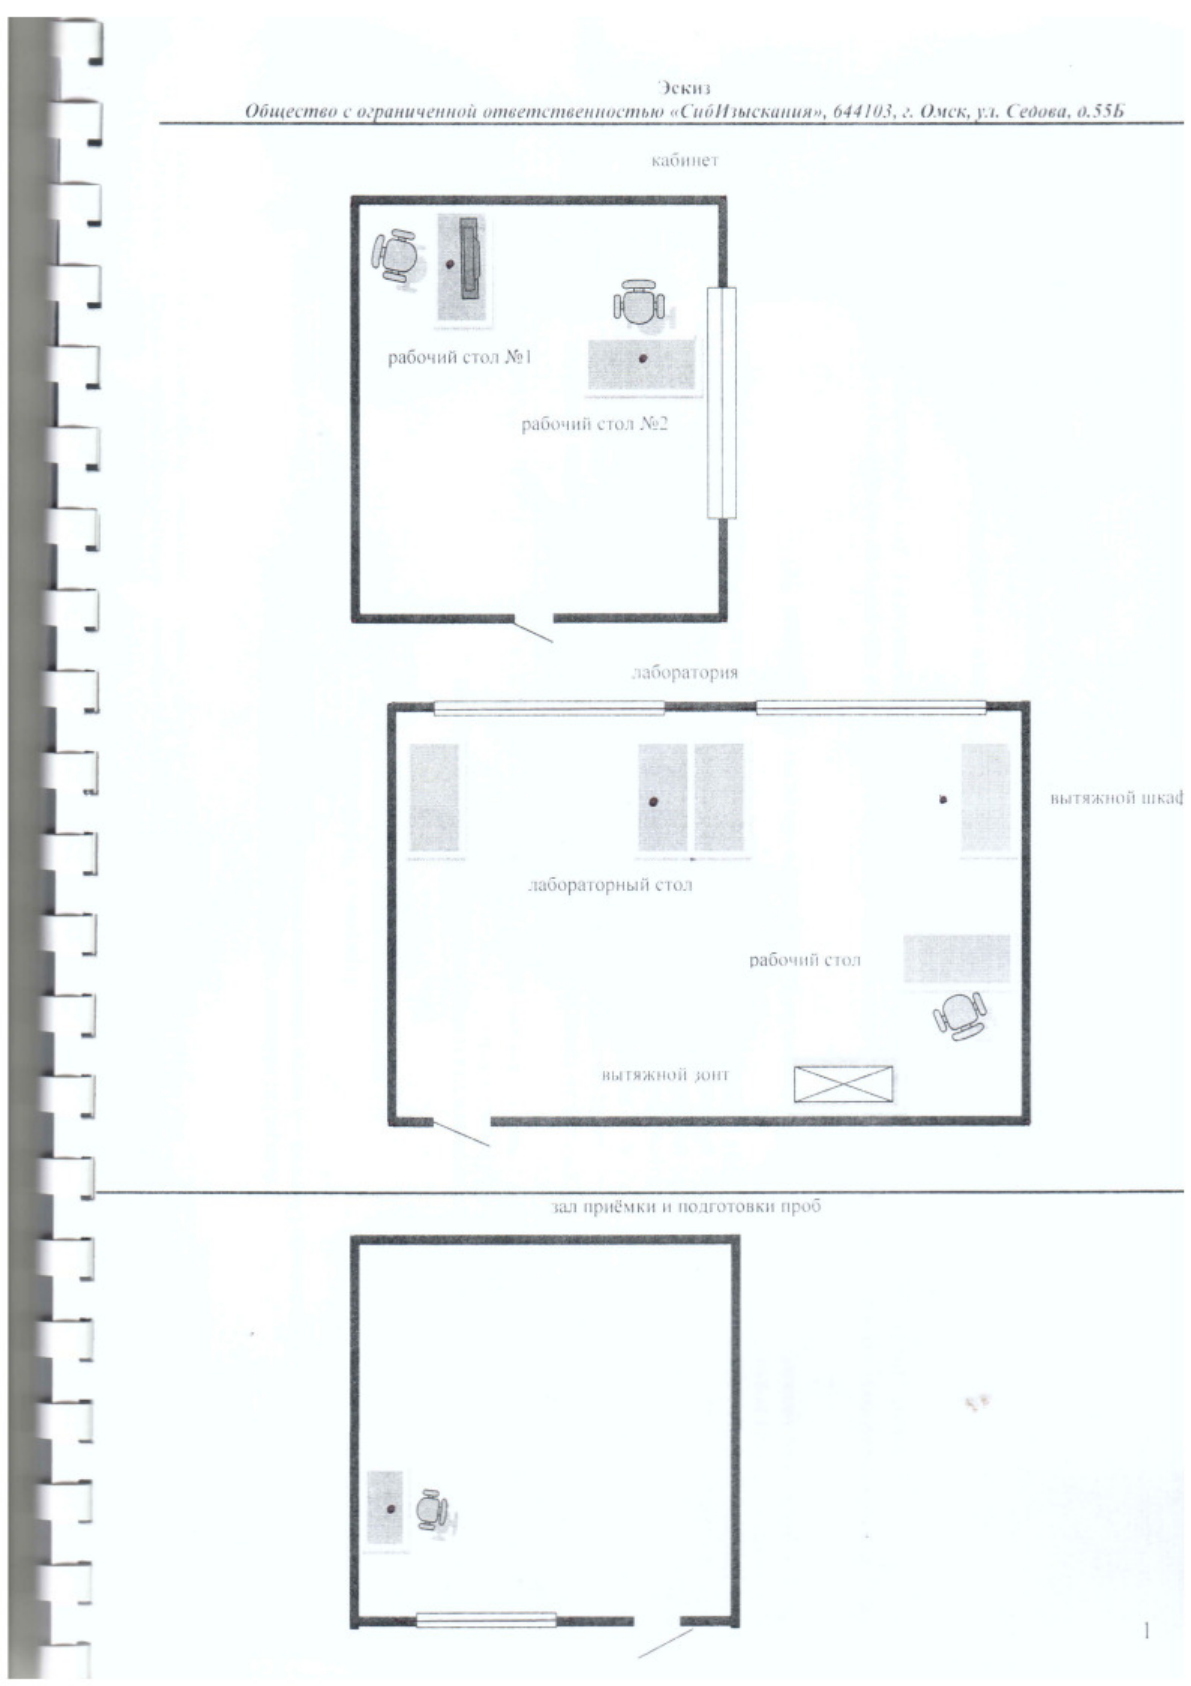 Эскиз
Общество с ограниченной ответственностью «СибИзыскания», 644103, г. Омск, ул. Седова, д.55Б
кабинет
рабочий стол №1
рабочий стол №2
лаборатория
вытяжной шкаф
лабораторный стол
рабочий стол
вытяжной зонт
зал приёмки и подготовки проб
1